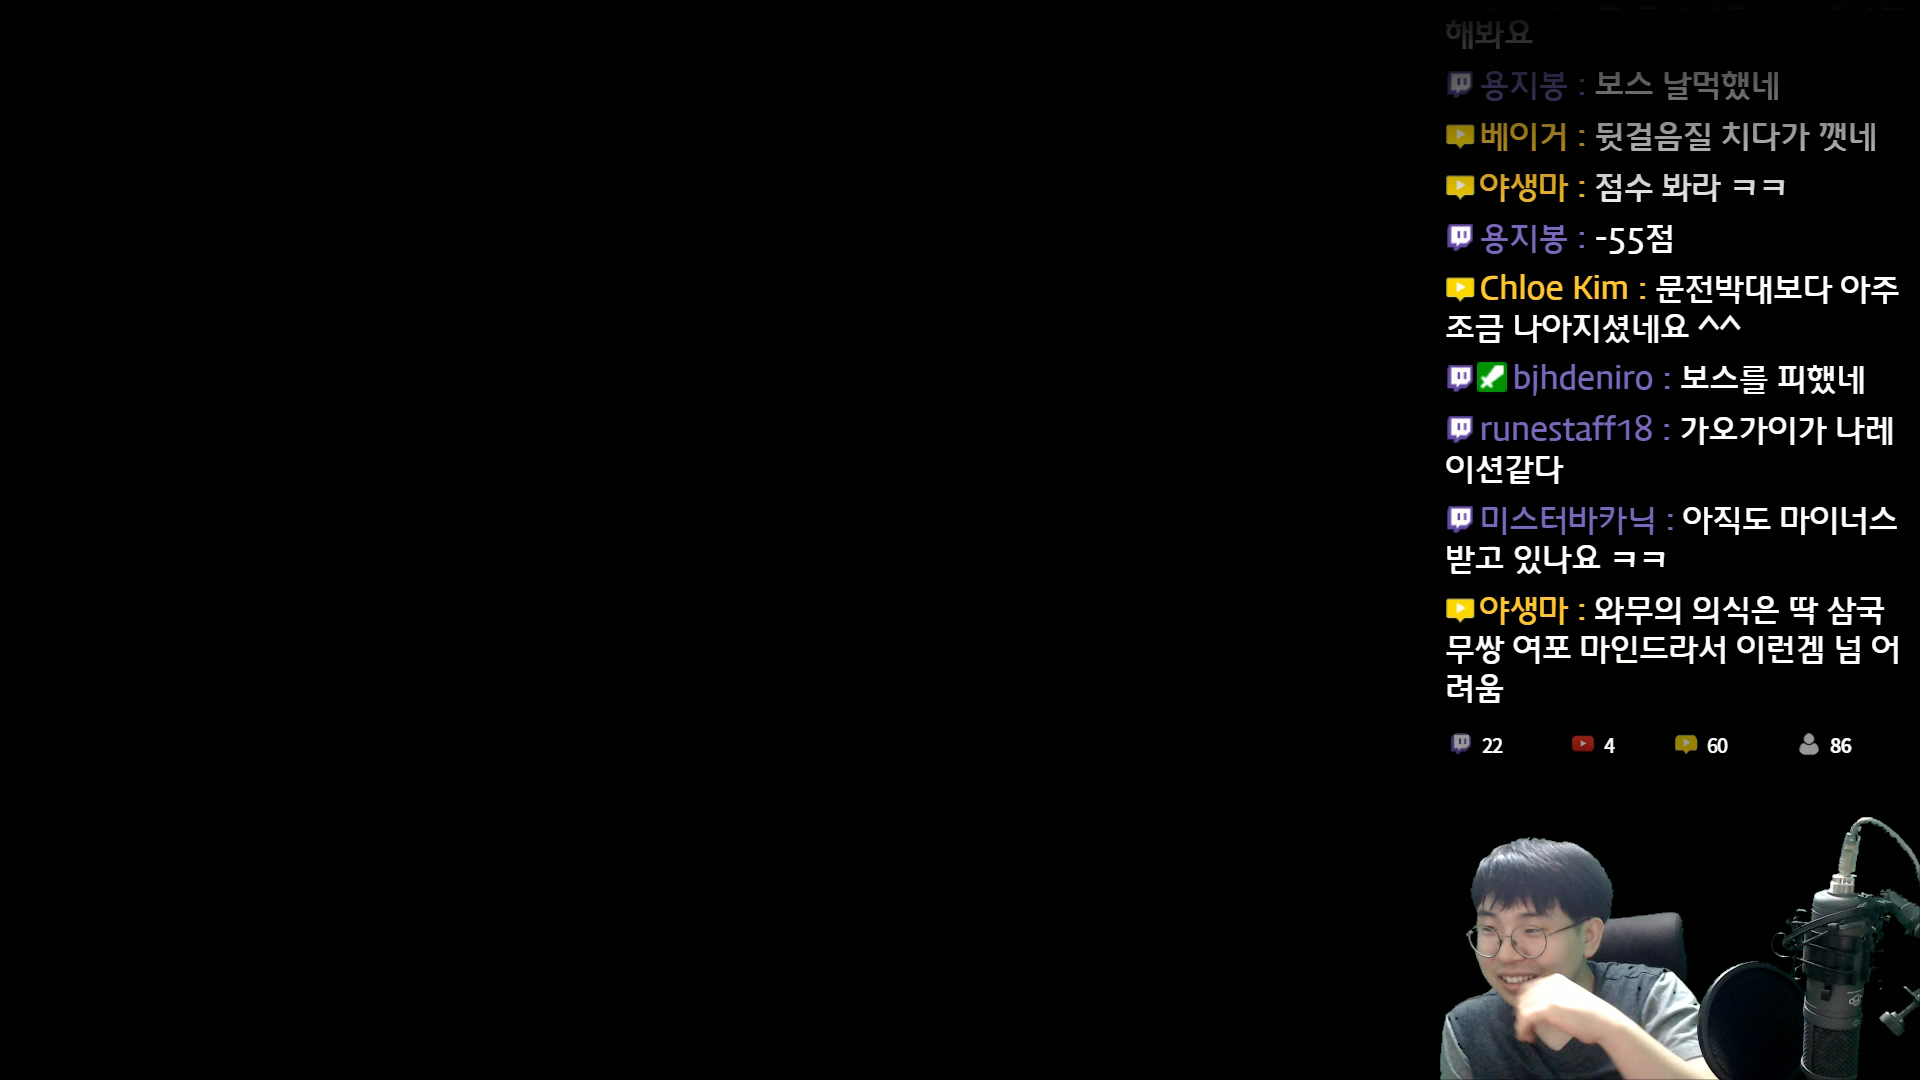 해봐요
용지봉 : 보스 날먹했네
베이거 : 뒷걸음질 치다가 깻네
야생마 : 점수 봐라 ㅋㅋ
용지봉 : -55점
Chloe Kim : 문전박대보다 아주
조금 나아지셨네요 ^^
bjhdeniro : 보스를 피했네
runestaff18 : 가오가이가 나레
이션같다
미스터바카닉 : 아직도 마이너스
받고 있나요 ㅋㅋ
야생마 : 와무의 의식은 딱 삼국
무쌍 여포 마인드라서 이런겜 넘 어
려움
22 4 60 86